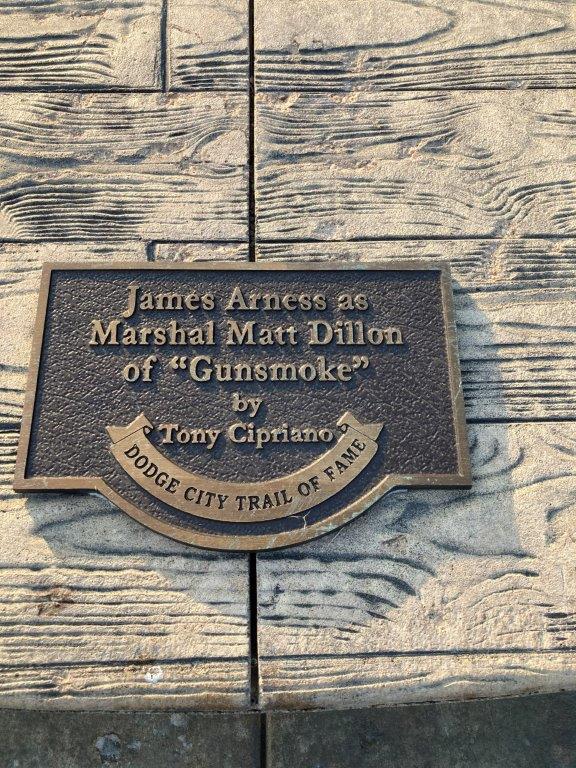 James Arness as
Marshal Matt Dillon
of “Gunsmoke”
by
Tony Cipriano
DODGE CITY TRAIL OF FAME